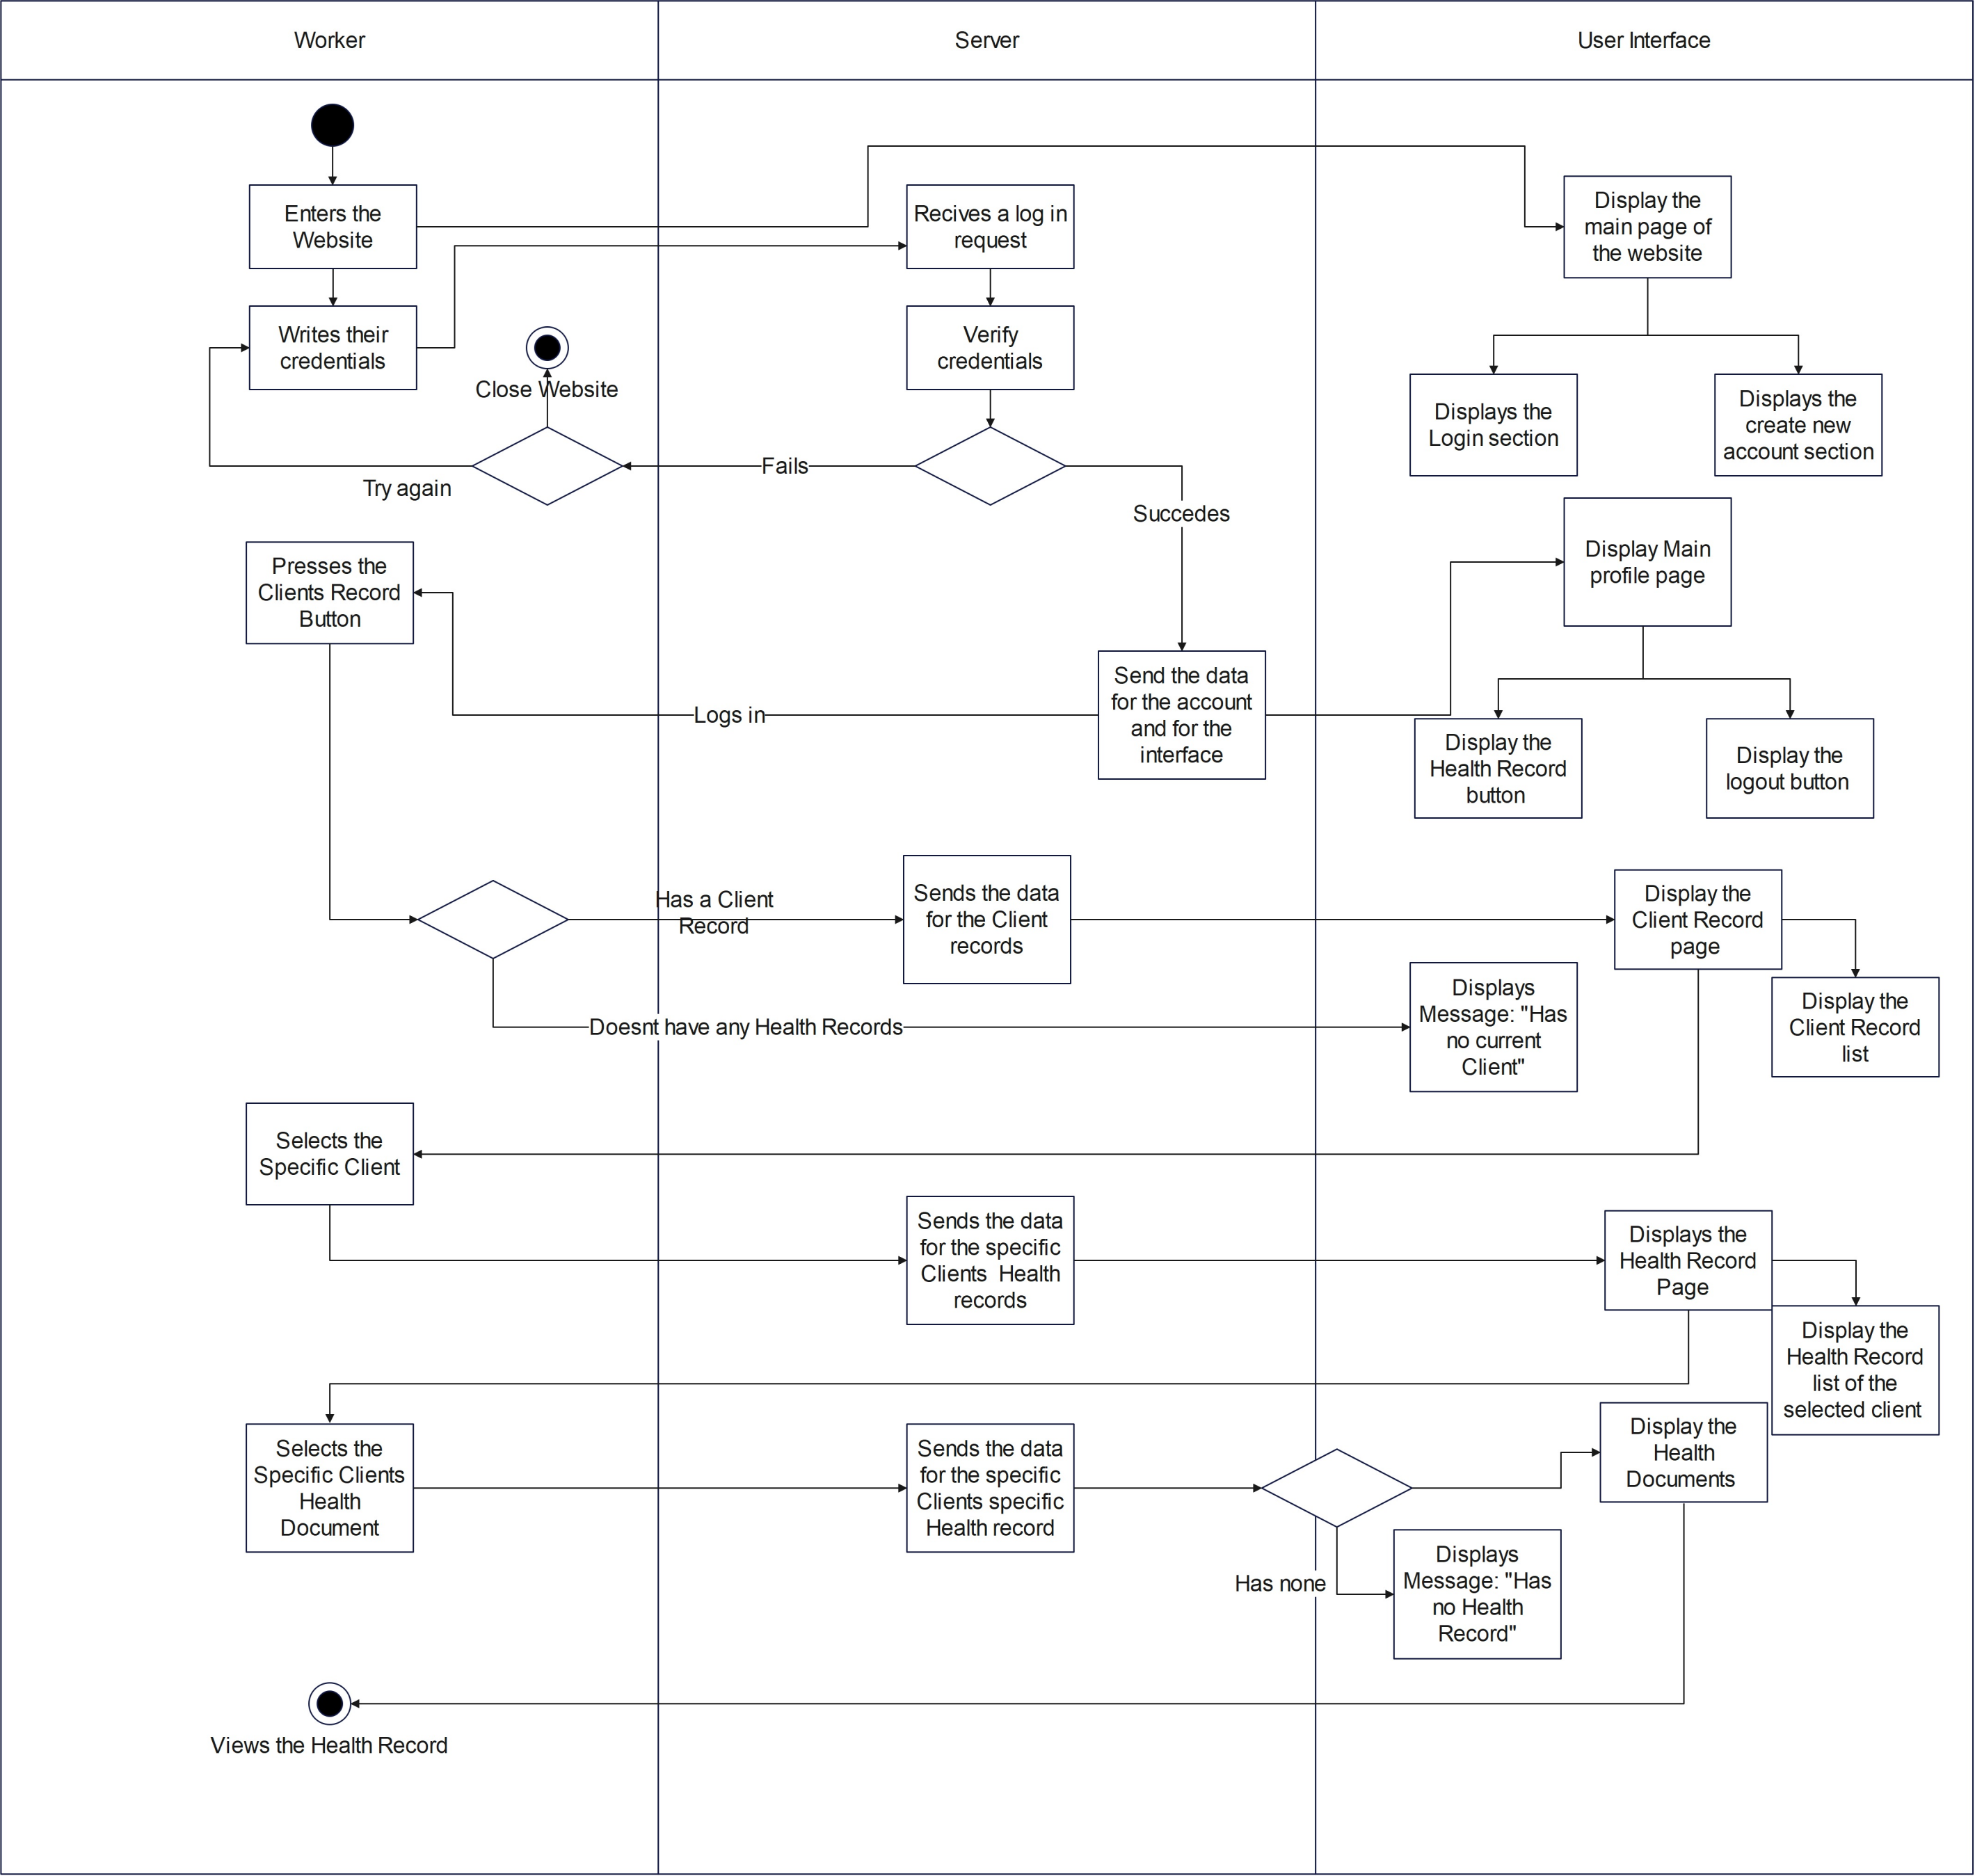 Worker
Server
User Interface
Enters the
Website
Recives a log in
request
Display the
main page of
the website
Writes their
credentials
Close Website
Verify
credentials
Displays the
Login section
Displays the
create new
account section
Try again
Fails
Succedes
Presses the
Clients Record
Button
Display Main
profile page
Logs in
Send the data
for the account
and for the
interface
Display the
Health Record
button
Display the
logout button
Has a Client
Record
Sends the data
for the Client
records
Display the
Client Record
page
Doesnt have any Health Records
Displays
Message: "Has
no current
Client"
Display the
Client Record
list
Selects the
Specific Client
Sends the data
for the specific
Clients  Health
records
Displays the
Health Record
Page
Display the
Health Record
list of the
selected client
Selects the
Specific Clients
Health
Document
Sends the data
for the specific
Clients specific
Health record
Display the
Health
Documents
Has none
Displays
Message: "Has
no Health
Record"
Views the Health Record